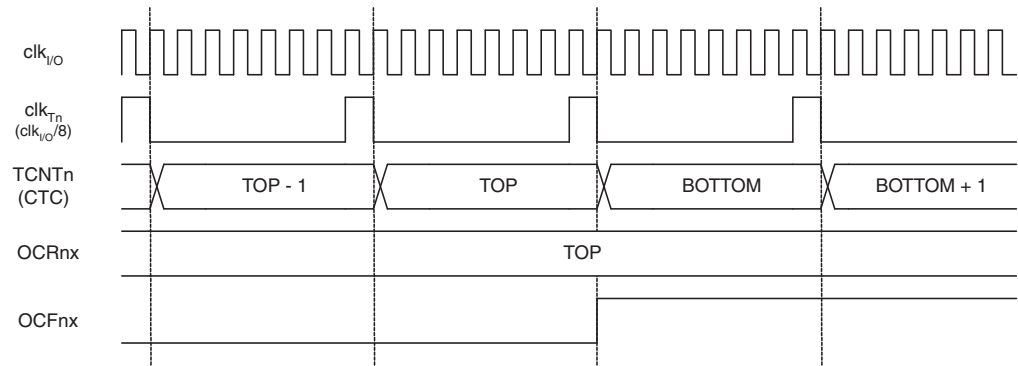 clkI/O
clkTn
(clkI/O/8)
TCNTn
(CTC)
TOP - 1
TOP
BOTTOM
BOTTOM + 1
OCRnx
TOP
OCFnx